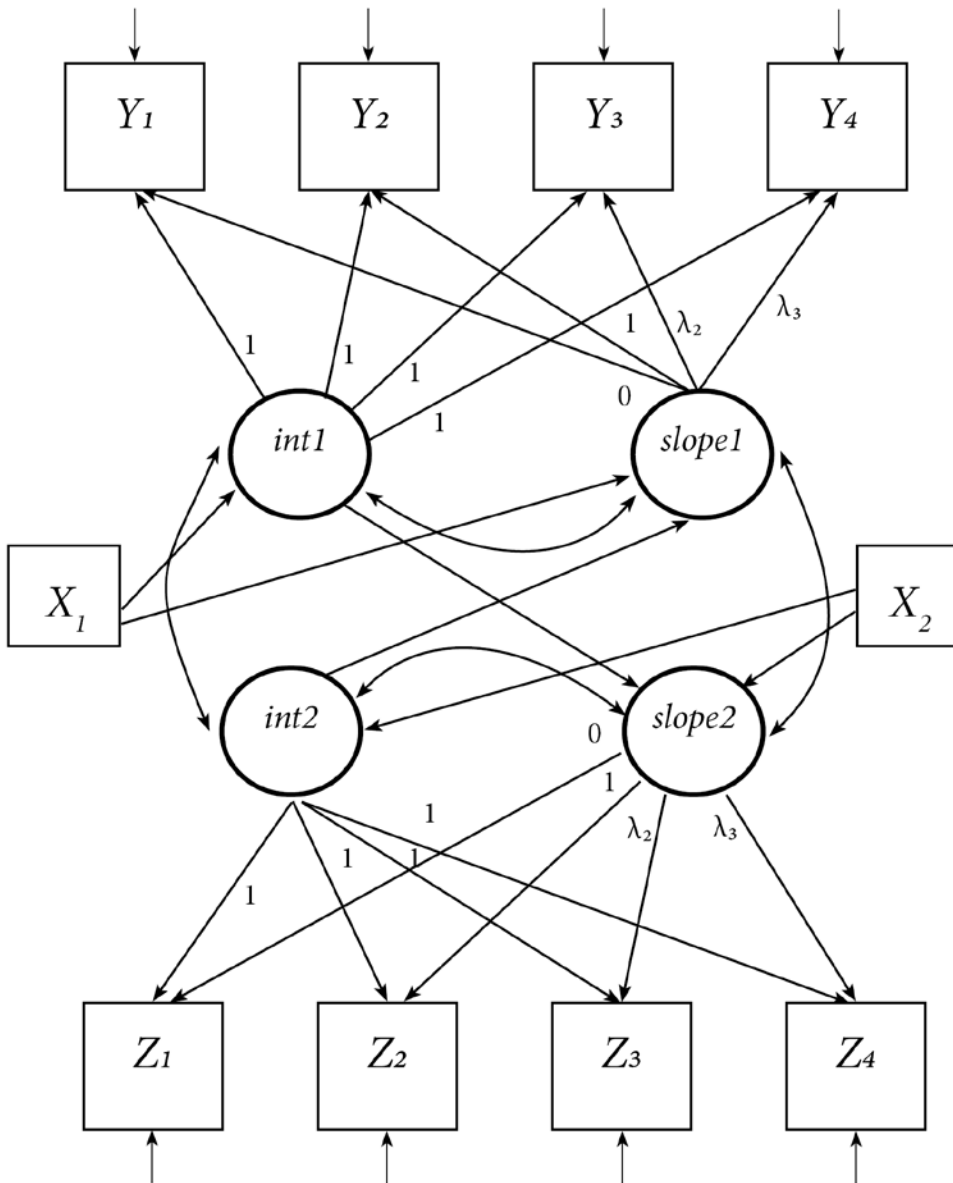 Y₁ Y₂ Y₃ Y₄
1 λ₂ λ₃
1 1 1
0
1
int1 slope1
X₁ X₂
int2 slope2
0
1
1 λ₂ λ₃
1 1
1
Z₁ Z₂ Z₃ Z₄